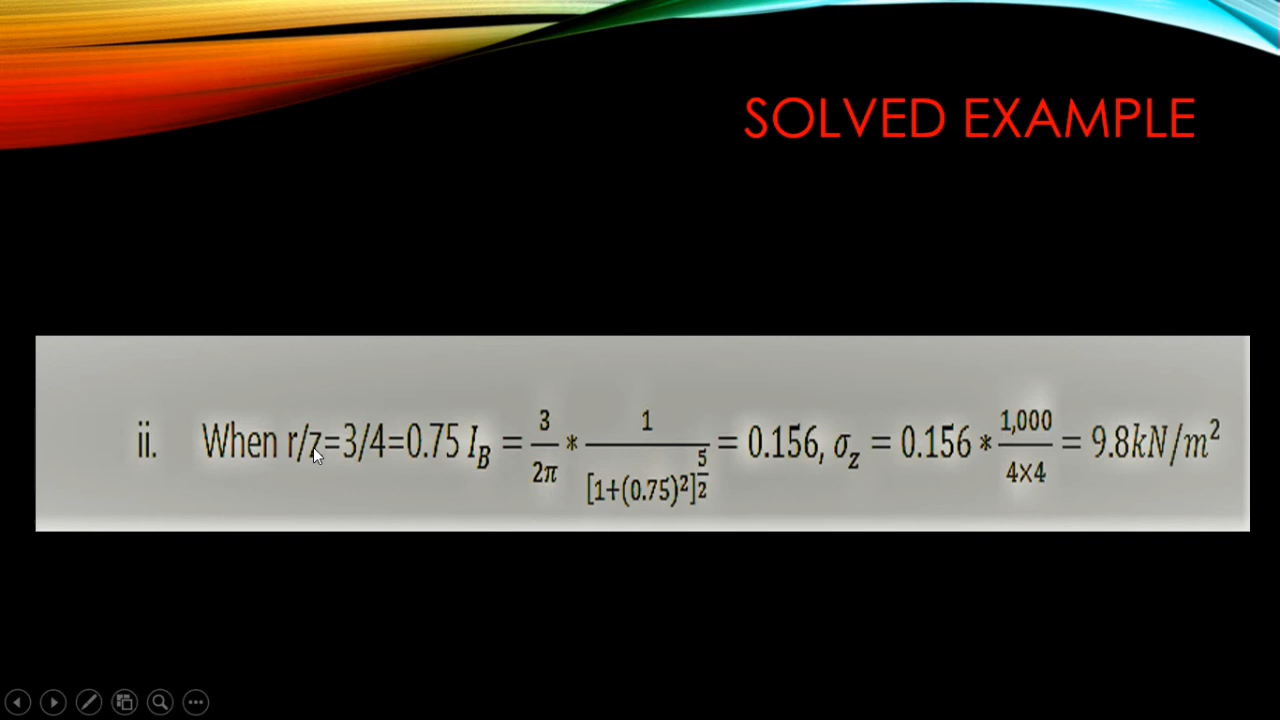 SOLVED EXAMPLE
ii. When r/z=3/4=0.75 I_B = 3/2π * 1/[1+(0.75)²]^(5/2) = 0.156, σ_z = 0.156 * 1,000/4×4 = 9.8kN/m²